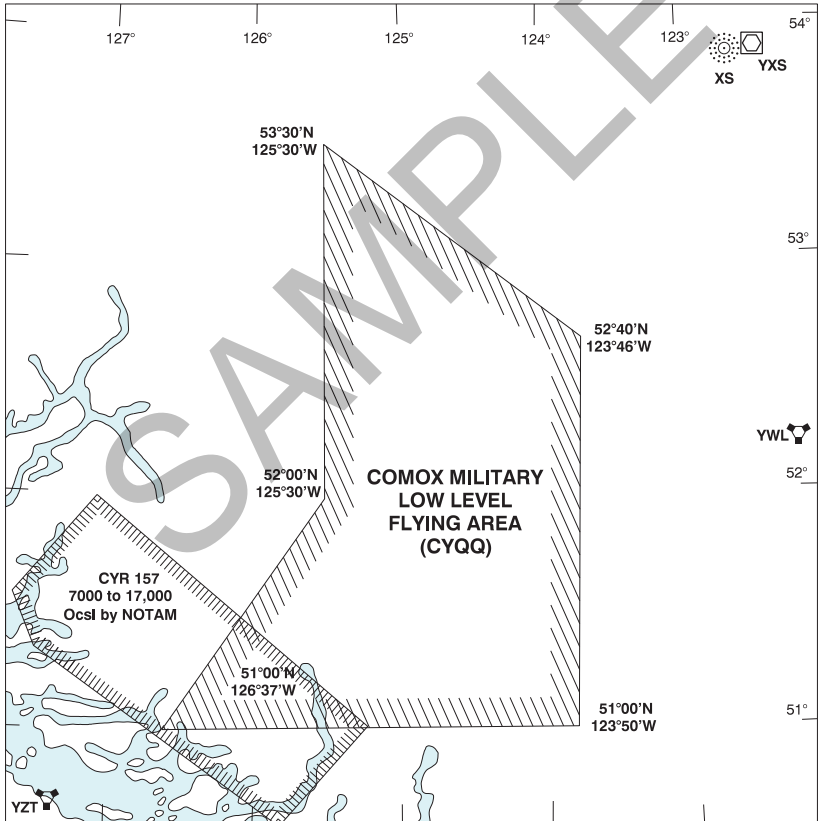 127°
126°
125°
124°
123°
54°
XS
YXS
53°30'N
125°30'W
53°
52°40'N
123°46'W
YWL
52°
52°00'N
125°30'W
COMOX MILITARY
LOW LEVEL
FLYING AREA
(CYQQ)
CYR 157
7000 to 17,000
Ocsl by NOTAM
51°00'N
126°37'W
51°00'N
123°50'W
51°
YZT
SAMPLE